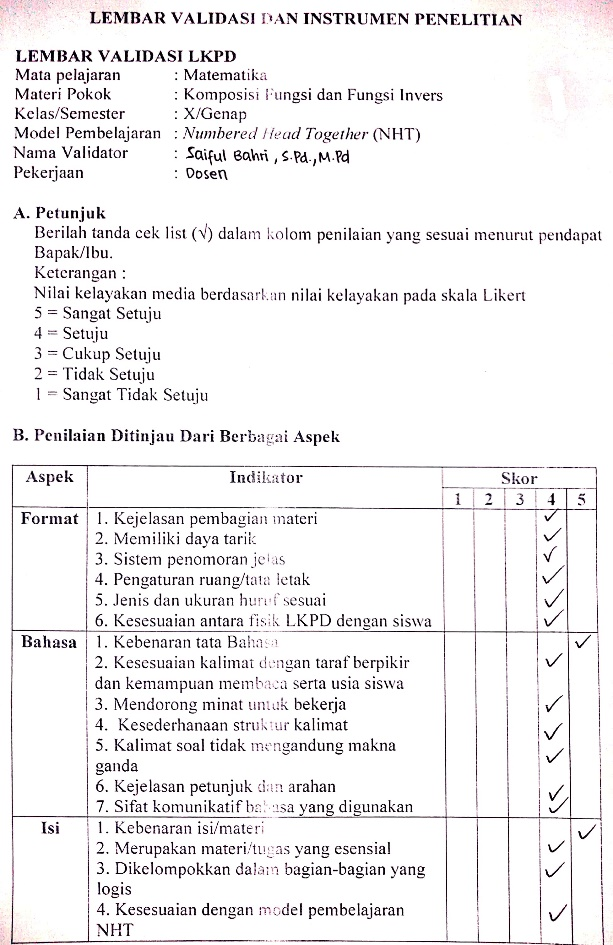 LEMBAR VALIDASI DAN INSTRUMEN PENELITIAN
LEMBAR VALIDASI LKPD
Mata pelajaran : Matematika
Materi Pokok : Komposisi Fungsi dan Fungsi Invers
Kelas/Semester : X/Genap
Model Pembelajaran : Numbered Head Together (NHT)
Nama Validator : Saiful Bahri, S.Pd., M.Pd
Pekerjaan : Dosen
A. Petunjuk
Berilah tanda cek list (√) dalam kolom penilaian yang sesuai menurut pendapat
Bapak/Ibu.
Keterangan :
Nilai kelayakan media berdasarkan nilai kelayakan pada skala Likert
5 = Sangat Setuju
4 = Setuju
3 = Cukup Setuju
2 = Tidak Setuju
1 = Sangat Tidak Setuju
B. Penilaian Ditinjau Dari Berbagai Aspek
Aspek Indikator Skor
1 2 3 4 5
Format 1. Kejelasan pembagian materi ✓
2. Memiliki daya tarik ✓
3. Sistem penomoran jelas ✓
4. Pengaturan ruang/tata letak ✓
5. Jenis dan ukuran huruf sesuai ✓
6. Kesesuaian antara fisik LKPD dengan siswa ✓
Bahasa 1. Kebenaran tata Bahasa ✓
2. Kesesuaian kalimat dengan taraf berpikir ✓
dan kemampuan membaca serta usia siswa
3. Mendorong minat untuk bekerja ✓
4. Kesederhanaan struktur kalimat ✓
5. Kalimat soal tidak mengandung makna ✓
ganda
6. Kejelasan petunjuk dan arahan ✓
7. Sifat komunikatif bahasa yang digunakan ✓
Isi 1. Kebenaran isi/materi ✓
2. Merupakan materi/tugas yang esensial ✓
3. Dikelompokkan dalam bagian-bagian yang ✓
logis
4. Kesesuaian dengan model pembelajaran ✓
NHT